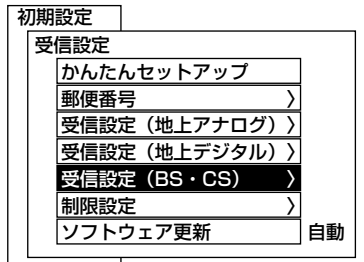 初期設定
受信設定
かんたんセットアップ
郵便番号 〉
受信設定（地上アナログ）〉
受信設定（地上デジタル）〉
受信設定（BS・CS） 〉
制限設定 〉
ソフトウェア更新 自動